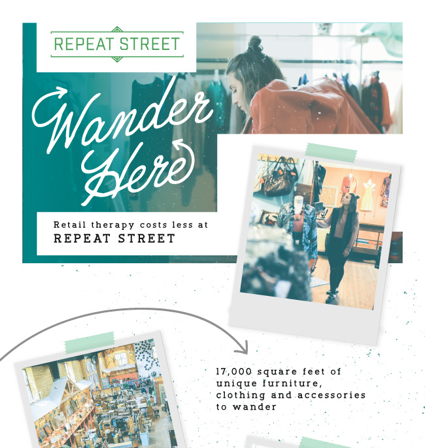 REPEAT STREET
Wander
Here
Retail therapy costs less at
REPEAT STREET
17,000 square feet of
unique furniture,
clothing and accessories
to wander